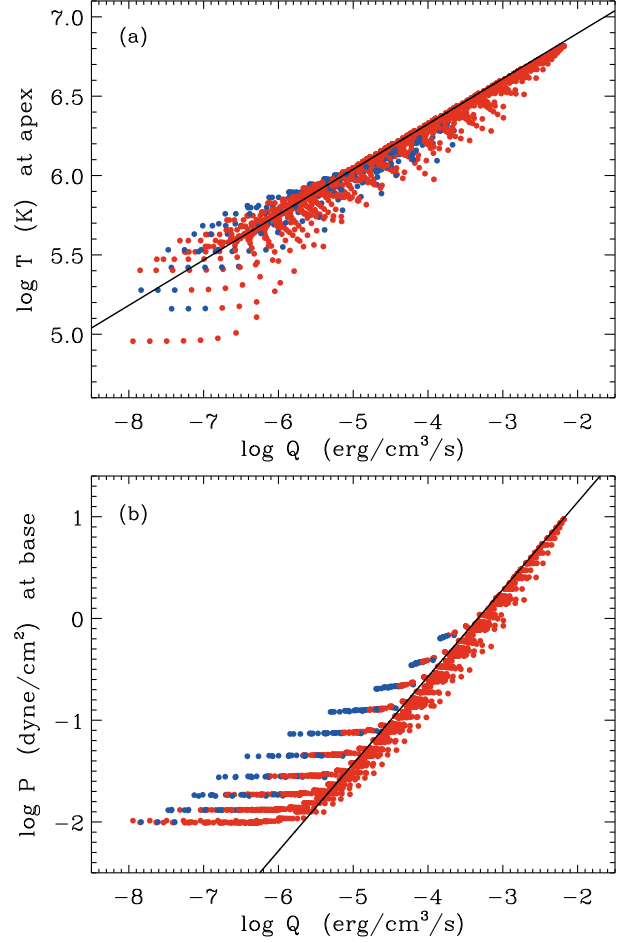 (a)
7.0
6.5
6.0
5.5
5.0
log T (K) at apex
−8 −7 −6 −5 −4 −3 −2
log Q (erg/cm³/s)
(b)
1
0
−1
−2
log P (dyne/cm²) at base
−8 −7 −6 −5 −4 −3 −2
log Q (erg/cm³/s)